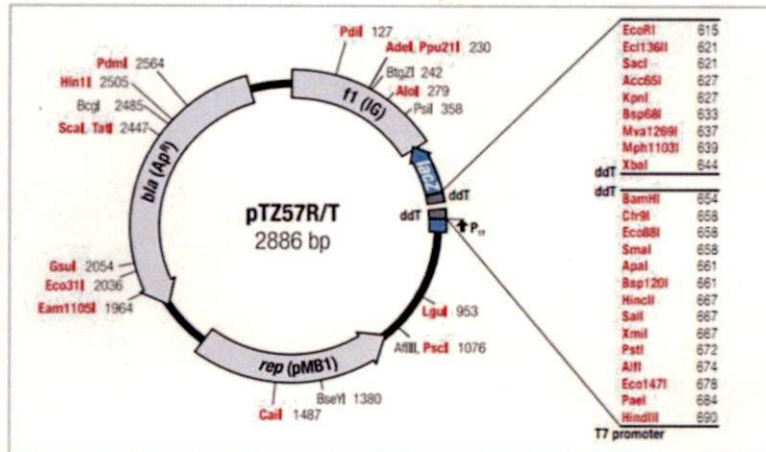 PdiI 127
AdeI, Ppu21I 230
BtgZI 242
AloI 279
PsiI 358
PdmI 2564
Hin1I 2505
BcgI 2485
ScaI, TatI 2447
f1 (IG)
lacZ
ddT
ddT
P T7
bla (ApR)
pTZ57R/T
2886 bp
GsuI 2054
Eco31I 2036
Eam1105I 1964
LguI 953
AflIII, PscI 1076
rep (pMB1)
BseYI 1380
CaiI 1487
EcoRI 615
Ecl136II 621
SacI 621
Acc65I 627
KpnI 627
Bsp68I 633
Mva1269I 637
Mph1103I 639
XbaI 644
ddT
ddT
BamHI 654
Cfr9I 658
Eco88I 658
SmaI 658
ApaI 661
Bsp120I 661
HincII 667
SalI 667
XmiI 667
PstI 672
AlfI 674
Eco147I 678
PaeI 684
HindIII 690
T7 promoter